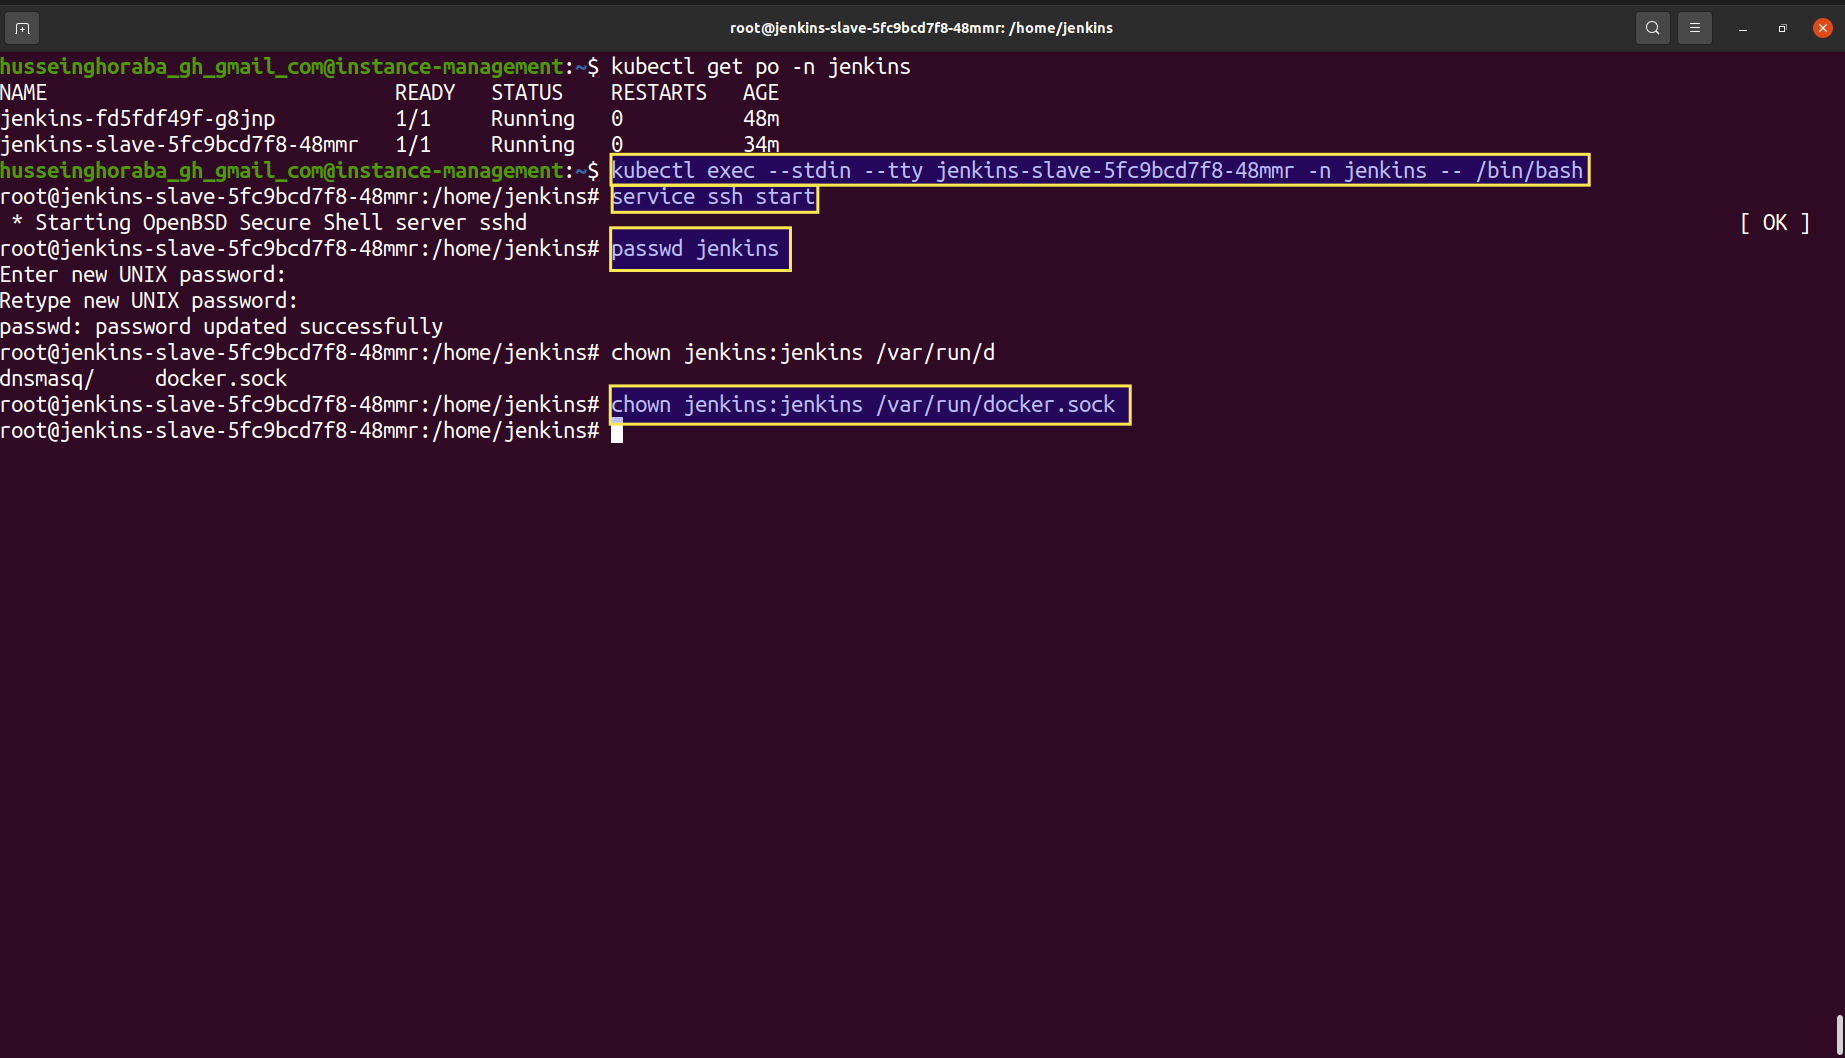 root@jenkins-slave-5fc9bcd7f8-48mmr: /home/jenkins
husseinghoraba_gh_gmail_com@instance-management:~$ kubectl get po -n jenkins
NAME                             READY   STATUS    RESTARTS   AGE
jenkins-fd5fdf49f-g8jnp          1/1     Running   0          48m
jenkins-slave-5fc9bcd7f8-48mmr   1/1     Running   0          34m
husseinghoraba_gh_gmail_com@instance-management:~$ kubectl exec --stdin --tty jenkins-slave-5fc9bcd7f8-48mmr -n jenkins -- /bin/bash
root@jenkins-slave-5fc9bcd7f8-48mmr:/home/jenkins# service ssh start
 * Starting OpenBSD Secure Shell server sshd                                                                                         [ OK ]
root@jenkins-slave-5fc9bcd7f8-48mmr:/home/jenkins# passwd jenkins
Enter new UNIX password:
Retype new UNIX password:
passwd: password updated successfully
root@jenkins-slave-5fc9bcd7f8-48mmr:/home/jenkins# chown jenkins:jenkins /var/run/d
dnsmasq/     docker.sock
root@jenkins-slave-5fc9bcd7f8-48mmr:/home/jenkins# chown jenkins:jenkins /var/run/docker.sock
root@jenkins-slave-5fc9bcd7f8-48mmr:/home/jenkins#